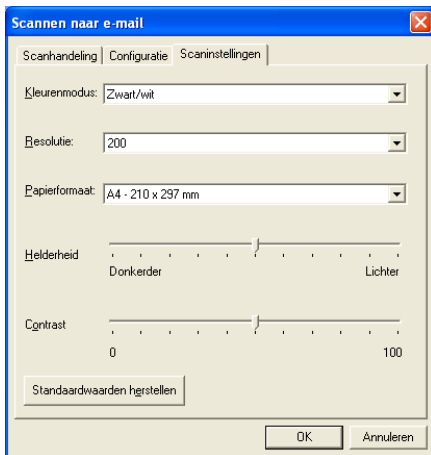 Scannen naar e-mail
Scanhandeling Configuratie Scaninstellingen
Kleurenmodus: Zwart/wit
Resolutie: 200
Papierformaat: A4 - 210 x 297 mm
Helderheid
Donkerder Lichter
Contrast
0 100
Standaardwaarden herstellen
OK Annuleren